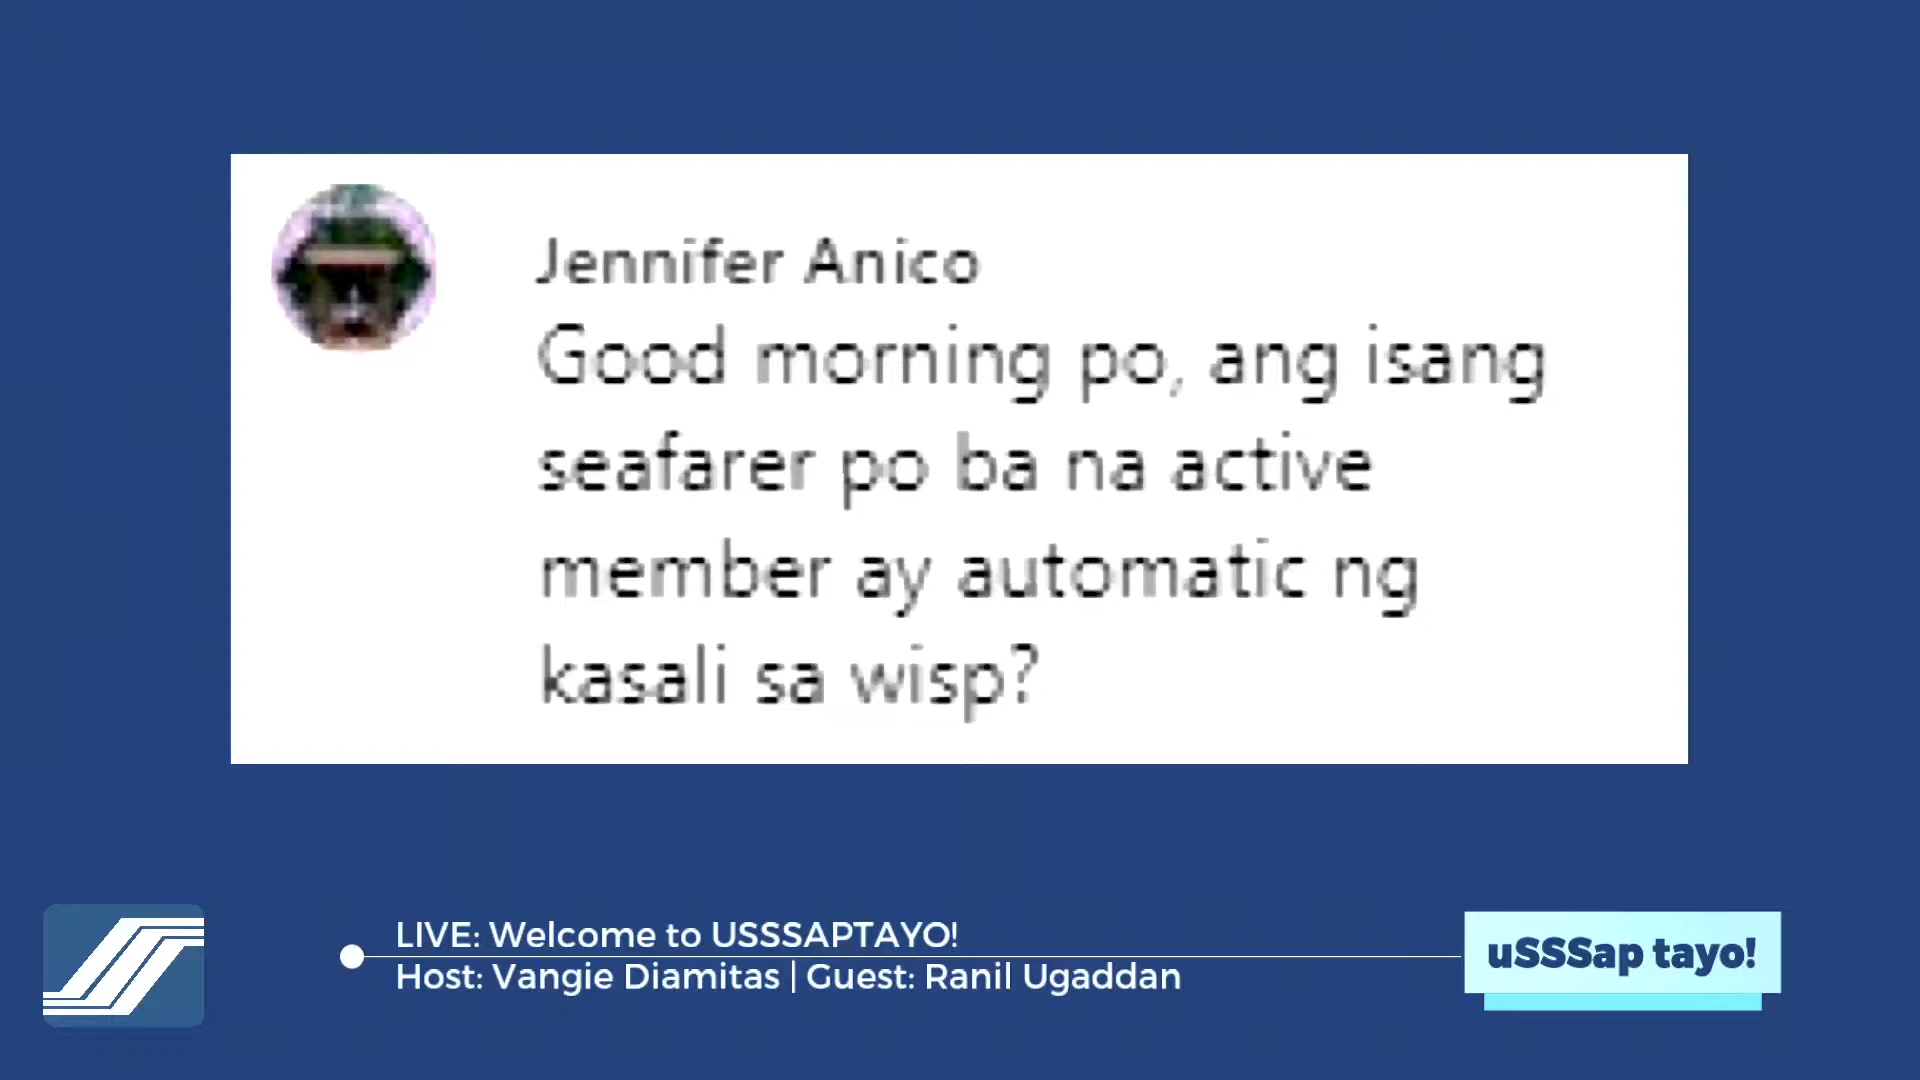 Jennifer Anico
Good morning po, ang isang
seafarer po ba na active
member ay automatic ng
kasali sa wisp?
LIVE: Welcome to USSSAPTAYO!
Host: Vangie Diamitas | Guest: Ranil Ugaddan
uSSSap tayo!